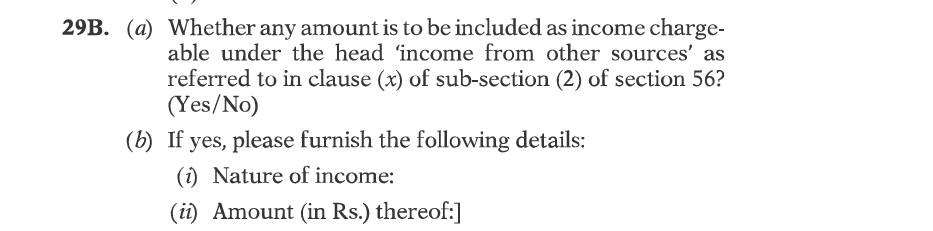 29B. (a) Whether any amount is to be included as income charge-
able under the head ‘income from other sources’ as
referred to in clause (x) of sub-section (2) of section 56?
(Yes/No)
(b) If yes, please furnish the following details:
(i) Nature of income:
(ii) Amount (in Rs.) thereof:]